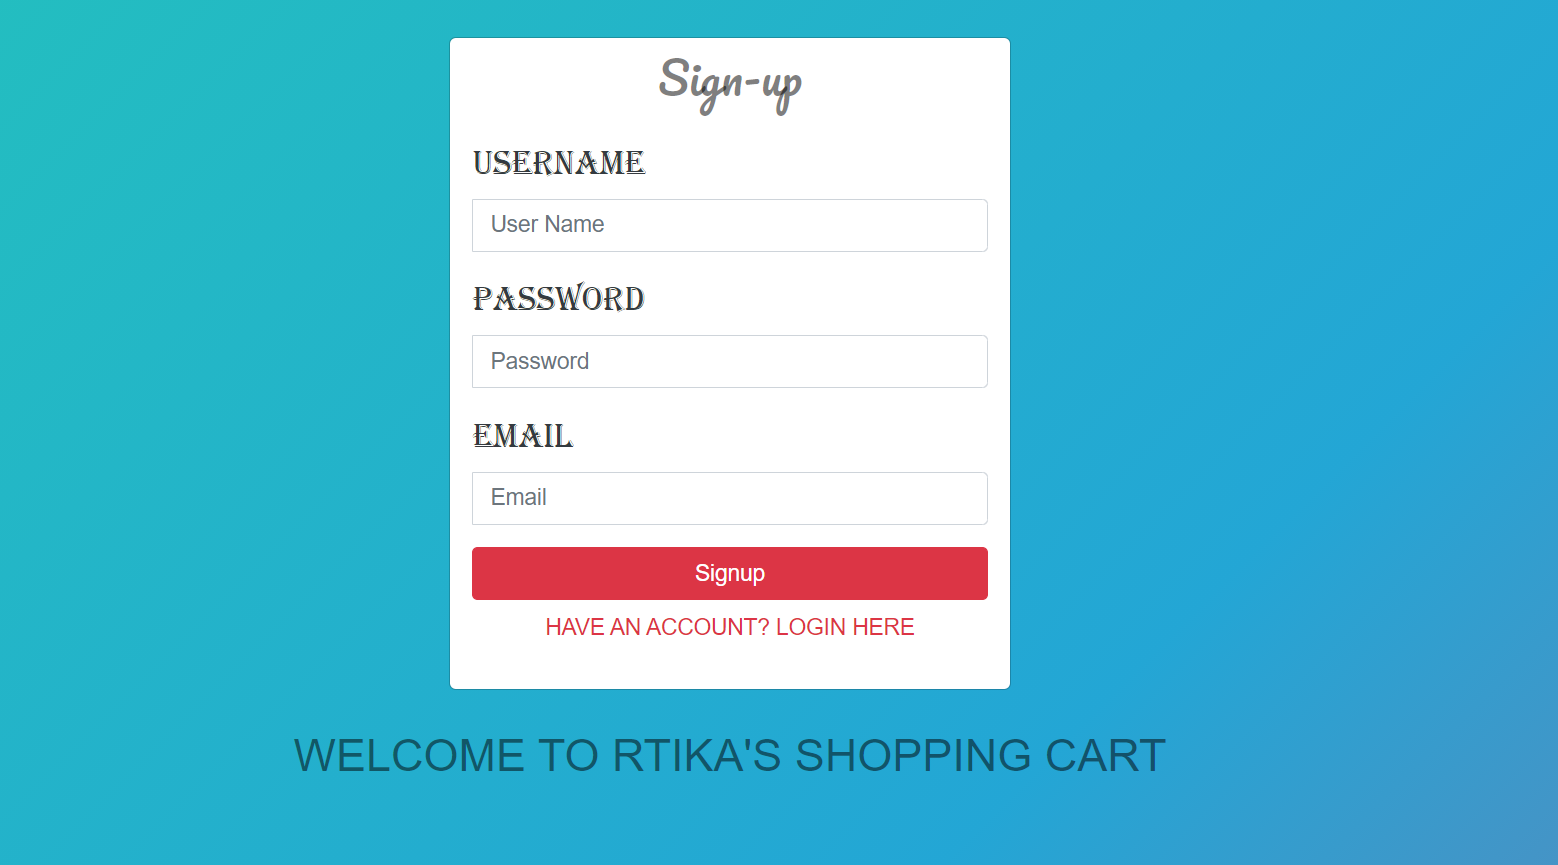 Sign-up
USERNAME
User Name
PASSWORD
Password
EMAIL
Email
Signup
HAVE AN ACCOUNT? LOGIN HERE
WELCOME TO RTIKA'S SHOPPING CART